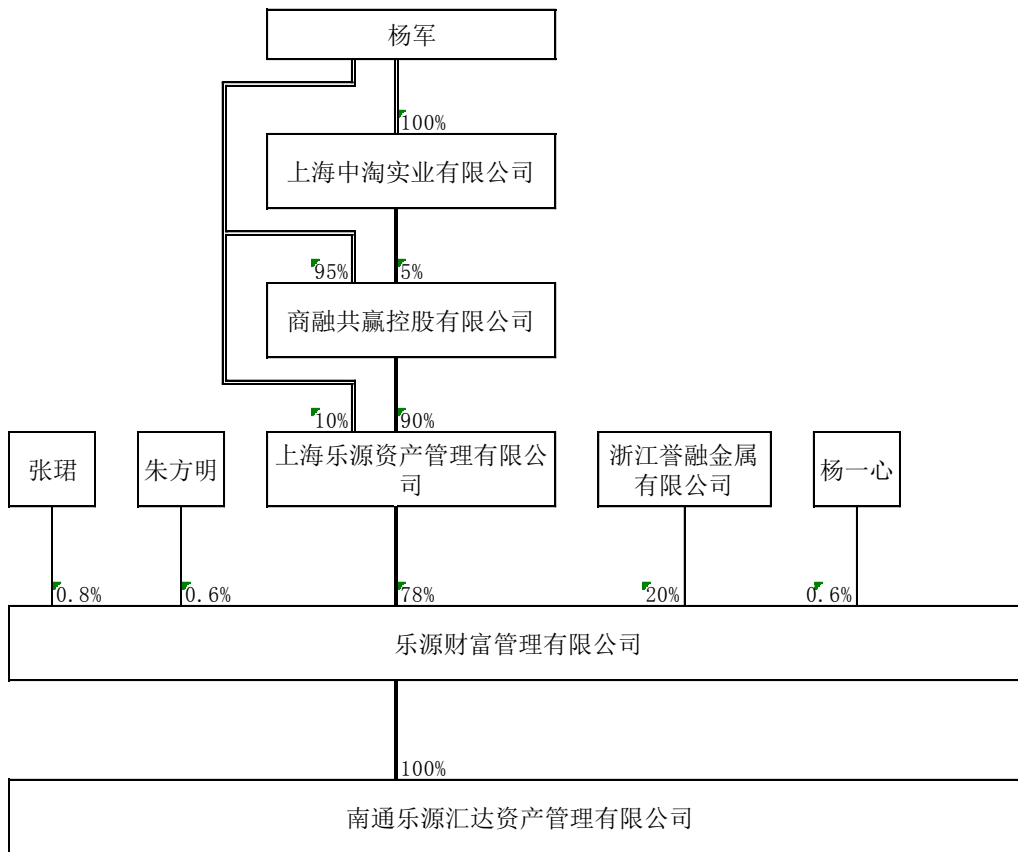 杨军
100%
上海中淘实业有限公司
95%
5%
商融共赢控股有限公司
10%
90%
张珺
朱方明
上海乐源资产管理有限公
司
浙江誉融金属
有限公司
杨一心
0.8%
0.6%
78%
20%
0.6%
乐源财富管理有限公司
100%
南通乐源汇达资产管理有限公司